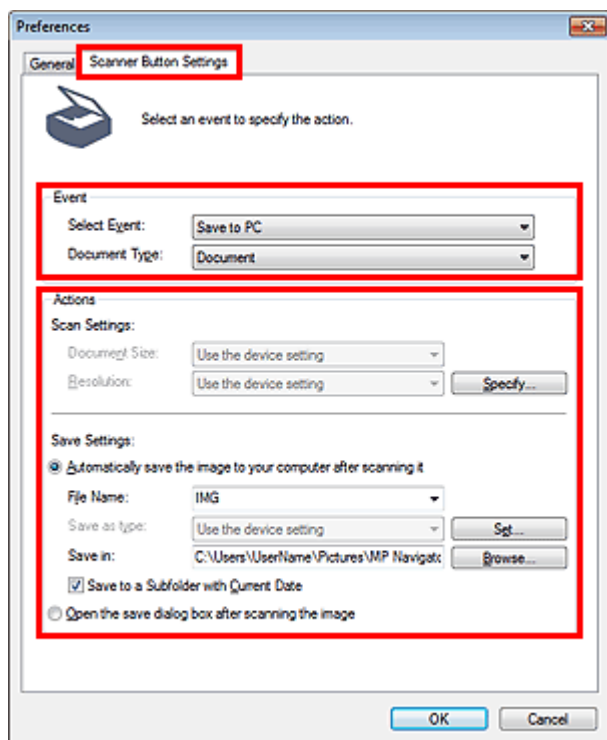 Preferences
General Scanner Button Settings
Select an event to specify the action.
Event
Select Event: Save to PC
Document Type: Document
Actions
Scan Settings:
Document Size: Use the device setting
Resolution: Use the device setting Specify...
Save Settings:
Automatically save the image to your computer after scanning it
File Name: IMG
Save as type: Use the device setting Set...
Save in: C:\Users\UserName\Pictures\MP Navigato Browse...
Save to a Subfolder with Current Date
Open the save dialog box after scanning the image
OK Cancel